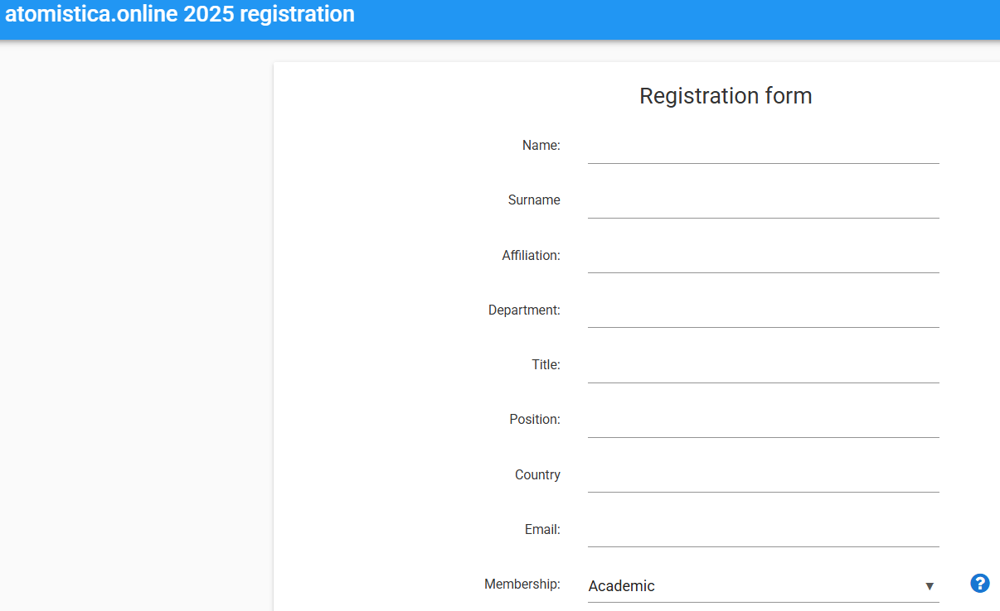 atomistica.online 2025 registration
Registration form
Name:
Surname
Affiliation:
Department:
Title:
Position:
Country
Email:
Membership: Academic ▼ ?